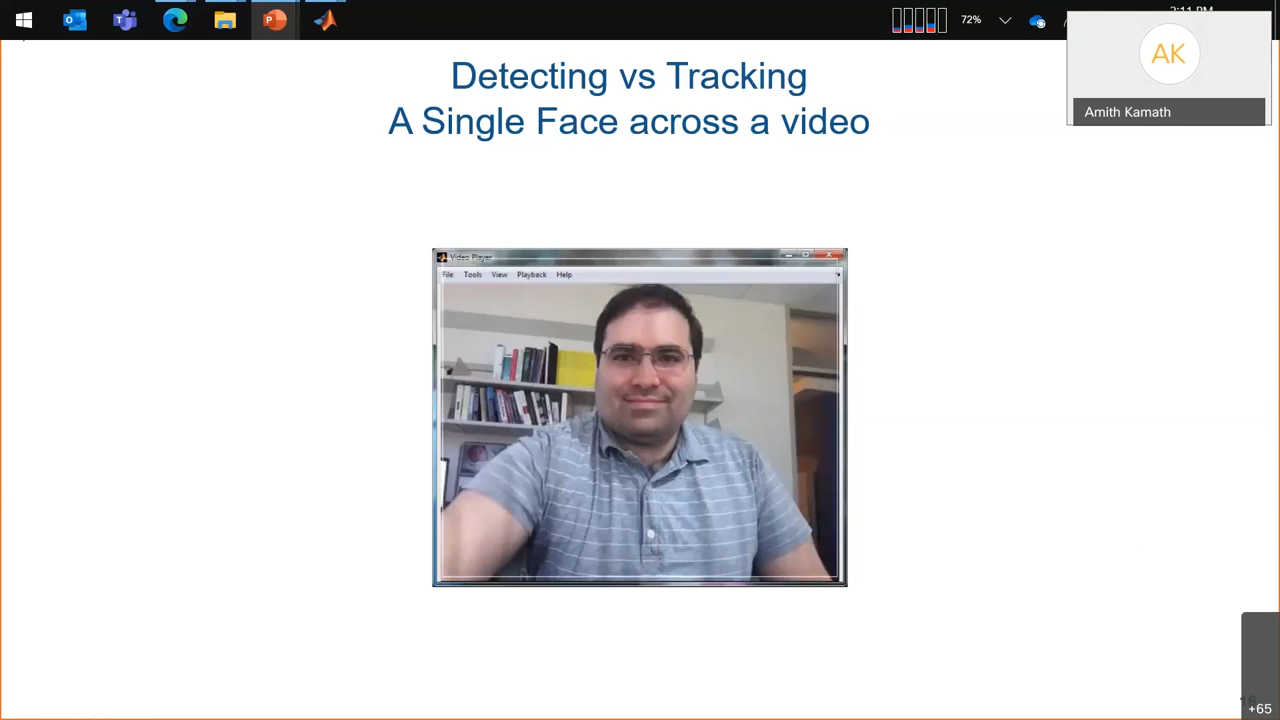 72%
AK
Amith Kamath
Detecting vs Tracking
A Single Face across a video
Video Player
File Tools View Playback Help
+65